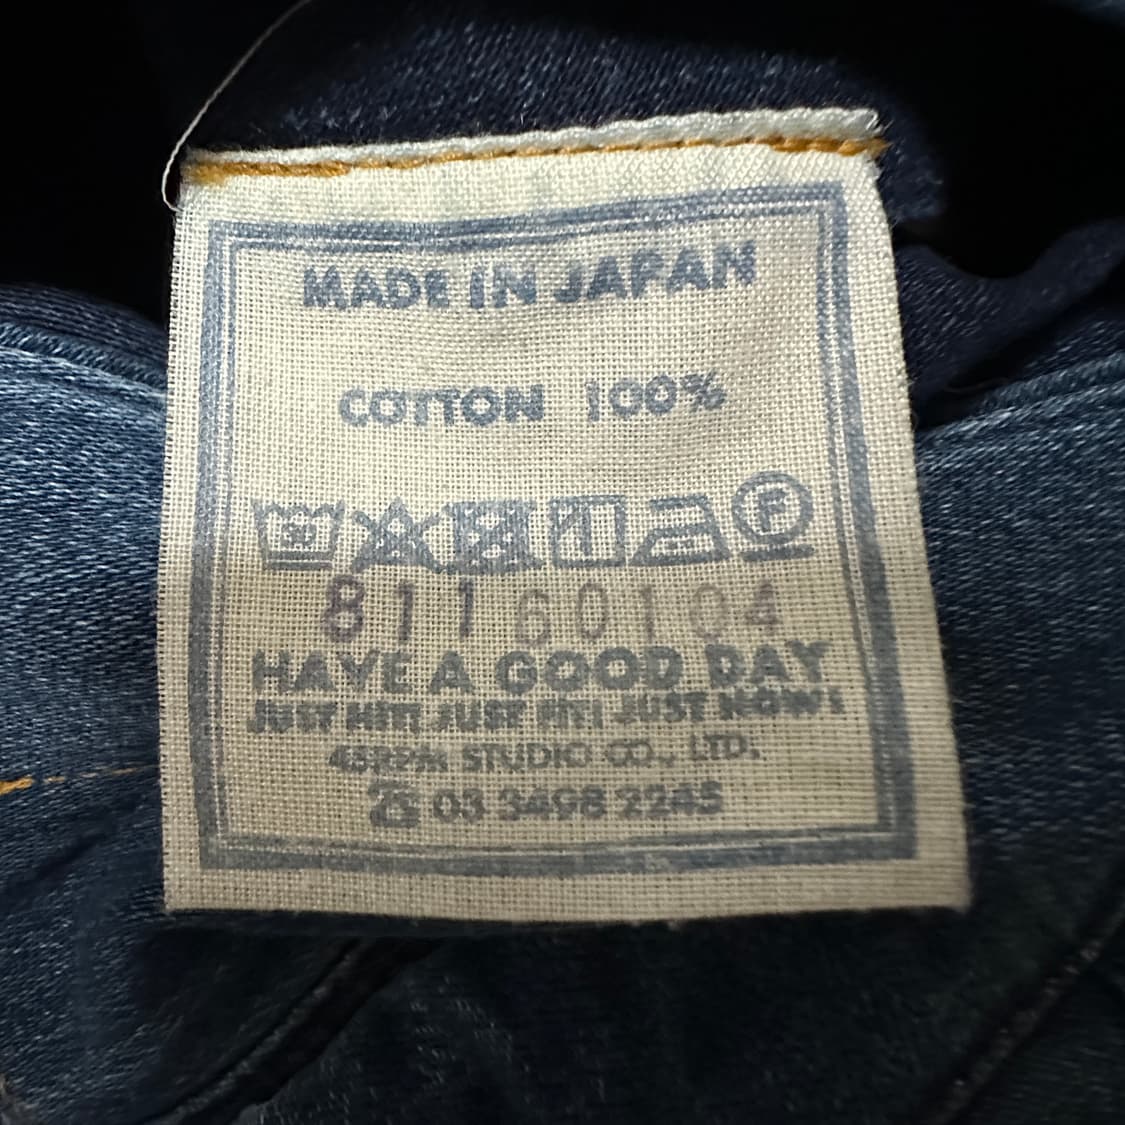 MADE IN JAPAN
COTTON 100%
30
F
81160104
HAVE A GOOD DAY
JUST HIT! JUST FIT! JUST NOW!
45RPM STUDIO CO., LTD.
☎ 03 3498 2245